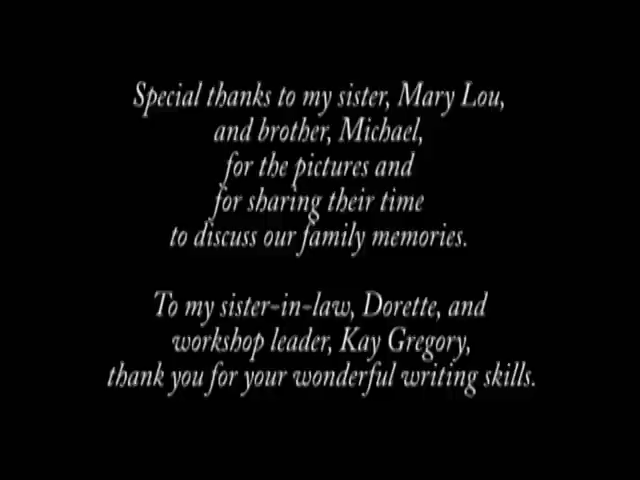 Special thanks to my sister, Mary Lou,
and brother, Michael,
for the pictures and
for sharing their time
to discuss our family memories.
To my sister-in-law, Dorette, and
workshop leader, Kay Gregory,
thank you for your wonderful writing skills.